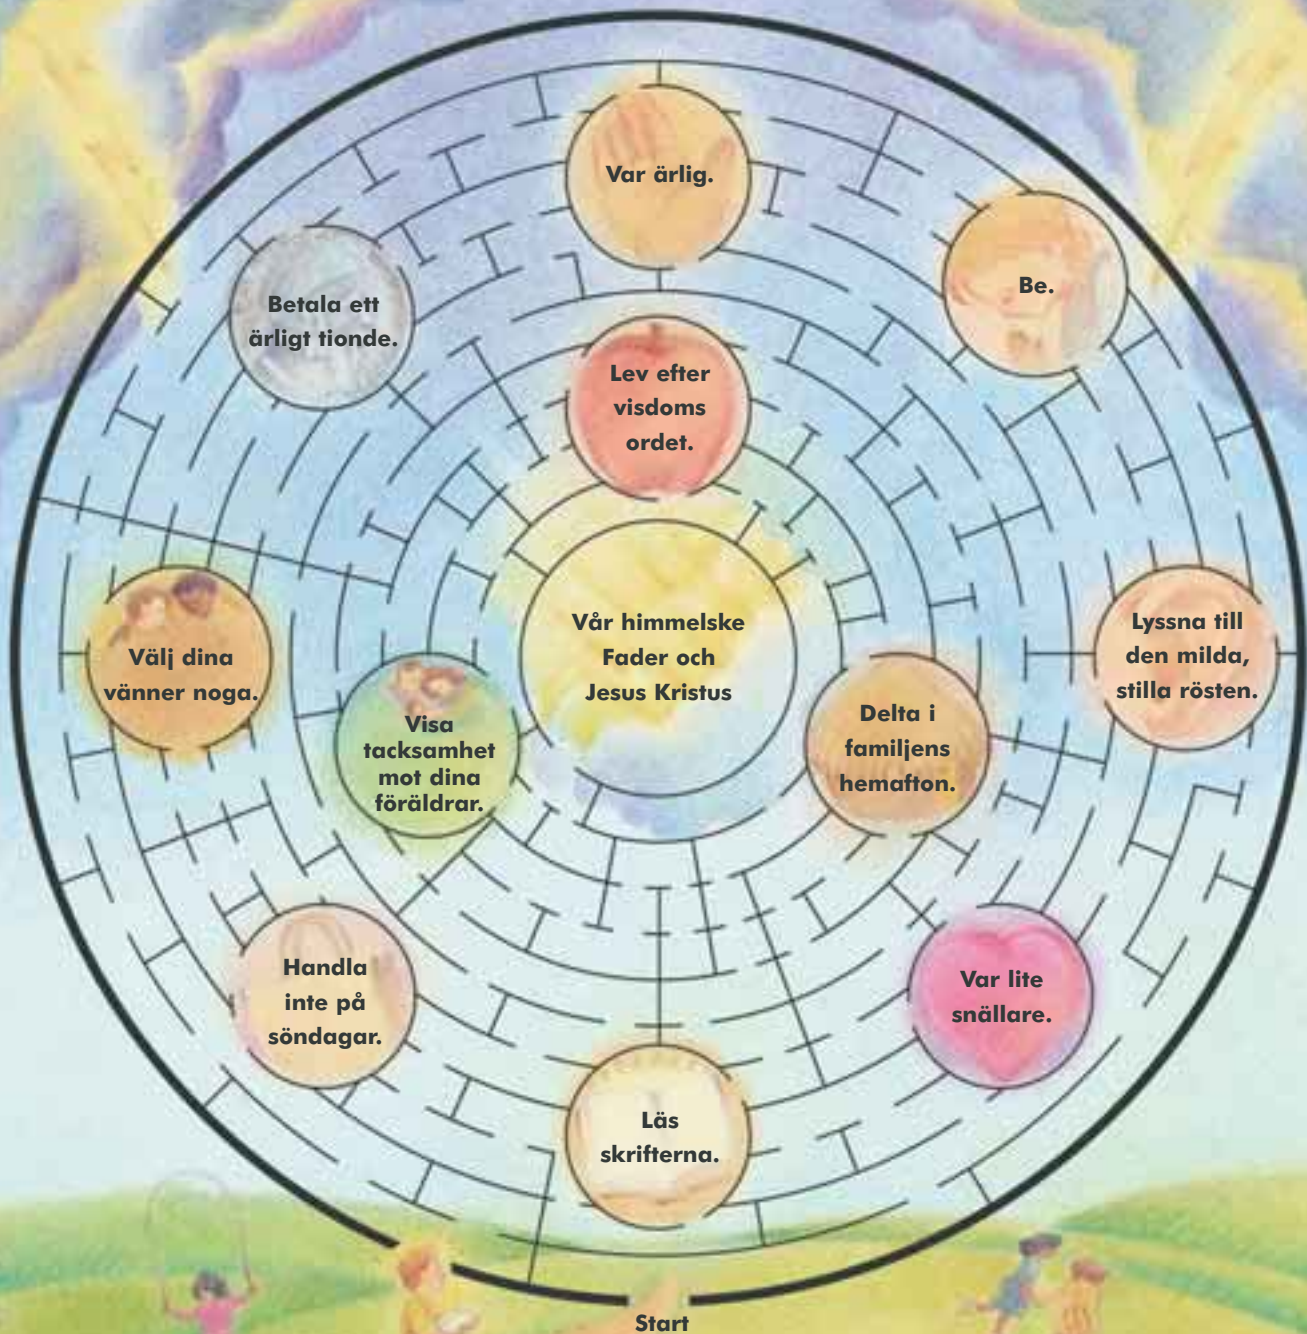 Var ärlig.
Be.
Betala ett
ärligt tionde.
Lev efter
visdoms
ordet.
Vår himmelske
Fader och
Jesus Kristus
Lyssna till
den milda,
stilla rösten.
Välj dina
vänner noga.
Visa
tacksamhet
mot dina
föräldrar.
Delta i
familjens
hemafton.
Handla
inte på
söndagar.
Var lite
snällare.
Läs
skrifterna.
Start